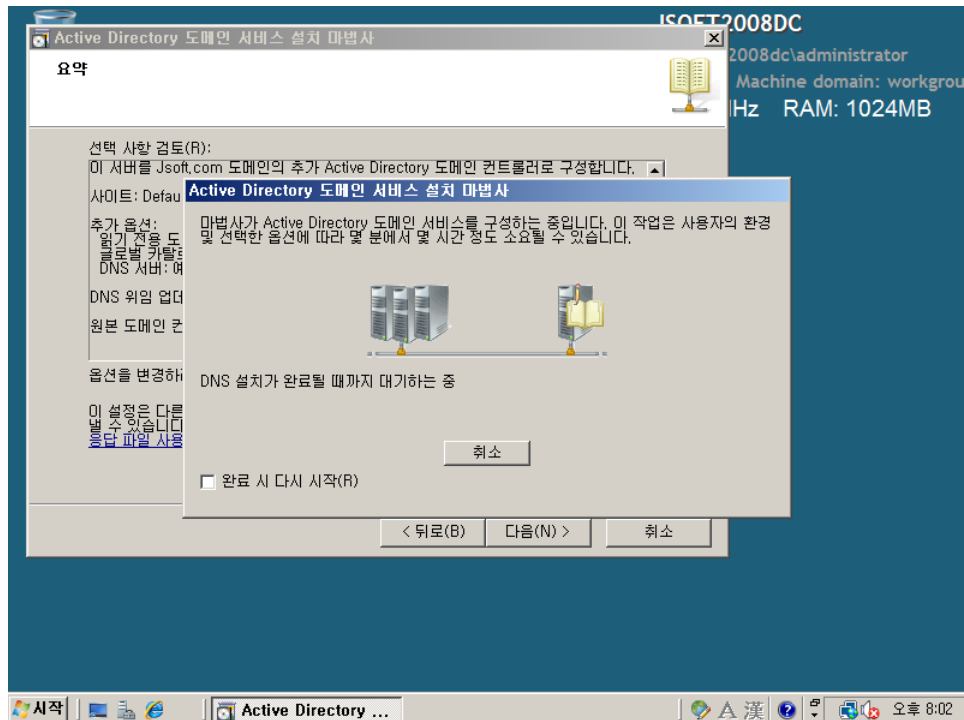 JSOFT2008DC
Active Directory 도메인 서비스 설치 마법사
2008dc\administrator
요약
Machine domain: workgrou
Hz RAM: 1024MB
선택 사항 검토(R):
이 서버를 Jsoft.com 도메인의 추가 Active Directory 도메인 컨트롤러로 구성합니다.
사이트: Defau
추가 옵션:
읽기 전용 도
글로벌 카탈로
DNS 서버: 예
DNS 위임 업데
원본 도메인 컨
옵션을 변경하려
이 설정은 다른
낼 수 있습니다
응답 파일 사용
Active Directory 도메인 서비스 설치 마법사
마법사가 Active Directory 도메인 서비스를 구성하는 중입니다. 이 작업은 사용자의 환경
및 선택한 옵션에 따라 몇 분에서 몇 시간 정도 소요될 수 있습니다.
DNS 설치가 완료될 때까지 대기하는 중
취소
완료 시 다시 시작(R)
< 뒤로(B) 다음(N) > 취소
시작 Active Directory ... A 漢 오후 8:02